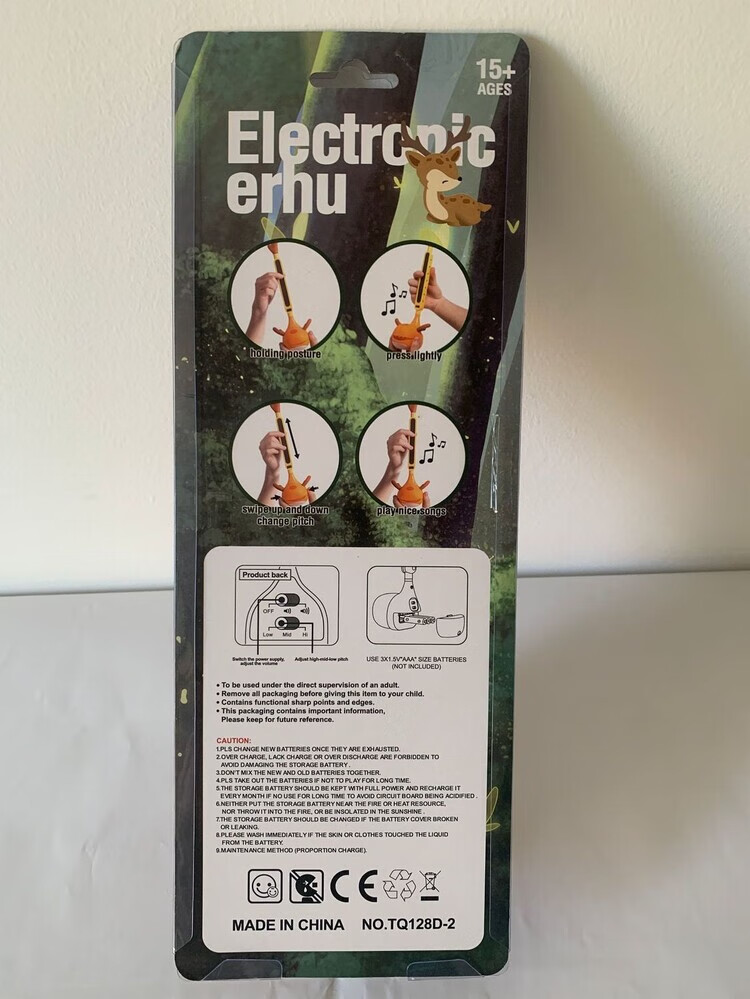 15+
AGES
Electronic
erhu
holding posture
press lightly
swipe up and down
change pitch
play nice songs
Product back
OFF
Low Mid Hi
Switch the power supply,
adjust the volume
Adjust high-mid-low pitch
USE 3X1.5V"AAA" SIZE BATTERIES
(NOT INCLUDED)
• To be used under the direct supervision of an adult.
• Remove all packaging before giving this item to your child.
• Contains functional sharp points and edges.
• This packaging contains important information,
Please keep for future reference.
CAUTION:
1.PLS CHANGE NEW BATTERIES ONCE THEY ARE EXHAUSTED.
2.OVER CHARGE, LACK CHARGE OR OVER DISCHARGE ARE FORBIDDEN TO
AVOID DAMAGING THE STORAGE BATTERY .
3.DON'T MIX THE NEW AND OLD BATTERIES TOGETHER.
4.PLS TAKE OUT THE BATTERIES IF NOT TO PLAY FOR LONG TIME.
5.THE STORAGE BATTERY SHOULD BE KEPT WITH FULL POWER AND RECHARGE IT
EVERY MONTH IF NO USE FOR LONG TIME TO AVOID CIRCUIT BOARD BEING ACIDIFIED .
6.NEITHER PUT THE STORAGE BATTERY NEAR THE FIRE OR HEAT RESOURCE,
NOR THROW IT INTO THE FIRE, OR BE INSOLATED IN THE SUNSHINE .
7.THE STORAGE BATTERY SHOULD BE CHANGED IF THE BATTERY COVER BROKEN
OR LEAKING.
8.PLEASE WASH IMMEDIATELY IF THE SKIN OR CLOTHES TOUCHED THE LIQUID
FROM THE BATTERY.
9.MAINTENANCE METHOD (PROPORTION CHARGE).
CE
MADE IN CHINA NO.TQ128D-2